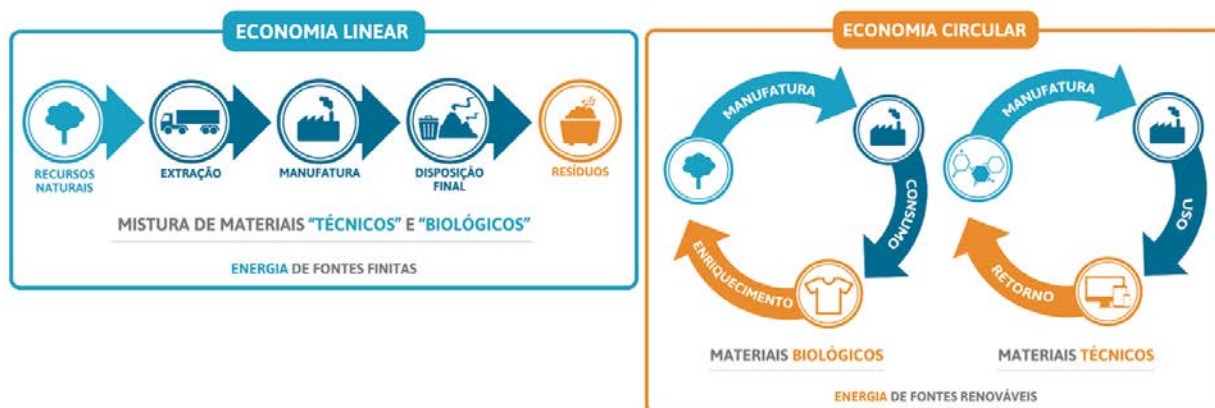 ECONOMIA LINEAR
RECURSOS
NATURAIS
EXTRAÇÃO
MANUFATURA
DISPOSIÇÃO
FINAL
RESÍDUOS
MISTURA DE MATERIAIS “TÉCNICOS” E “BIOLÓGICOS”
ENERGIA DE FONTES FINITAS
ECONOMIA CIRCULAR
MANUFATURA
CONSUMO
ENRIQUECIMENTO
MATERIAIS BIOLÓGICOS
MANUFATURA
USO
RETORNO
MATERIAIS TÉCNICOS
ENERGIA DE FONTES RENOVÁVEIS